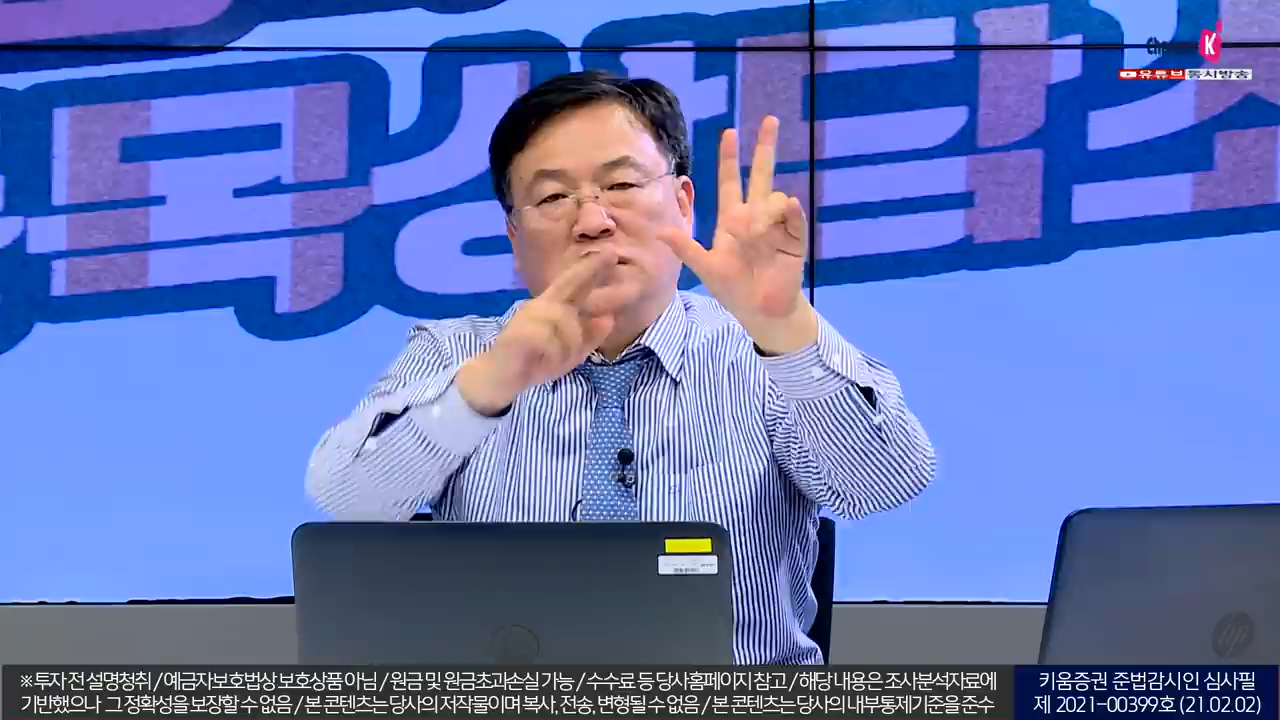 Channel K
유튜브동시방송
hp
※ 투자 전 설명청취 / 예금자보호법상 보호상품 아님 / 원금 및 원금초과손실 가능 / 수수료 등 당사홈페이지 참고 / 해당 내용은 조사분석자료에
기반했으나 그 정확성을 보장할 수 없음 / 본 콘텐츠는 당사의 저작물이며 복사, 전송, 변형될 수 없음 / 본 콘텐츠는 당사의 내부통제기준을 준수
키움증권 준법감시인 심사필
제 2021-00399호 (21.02.02)